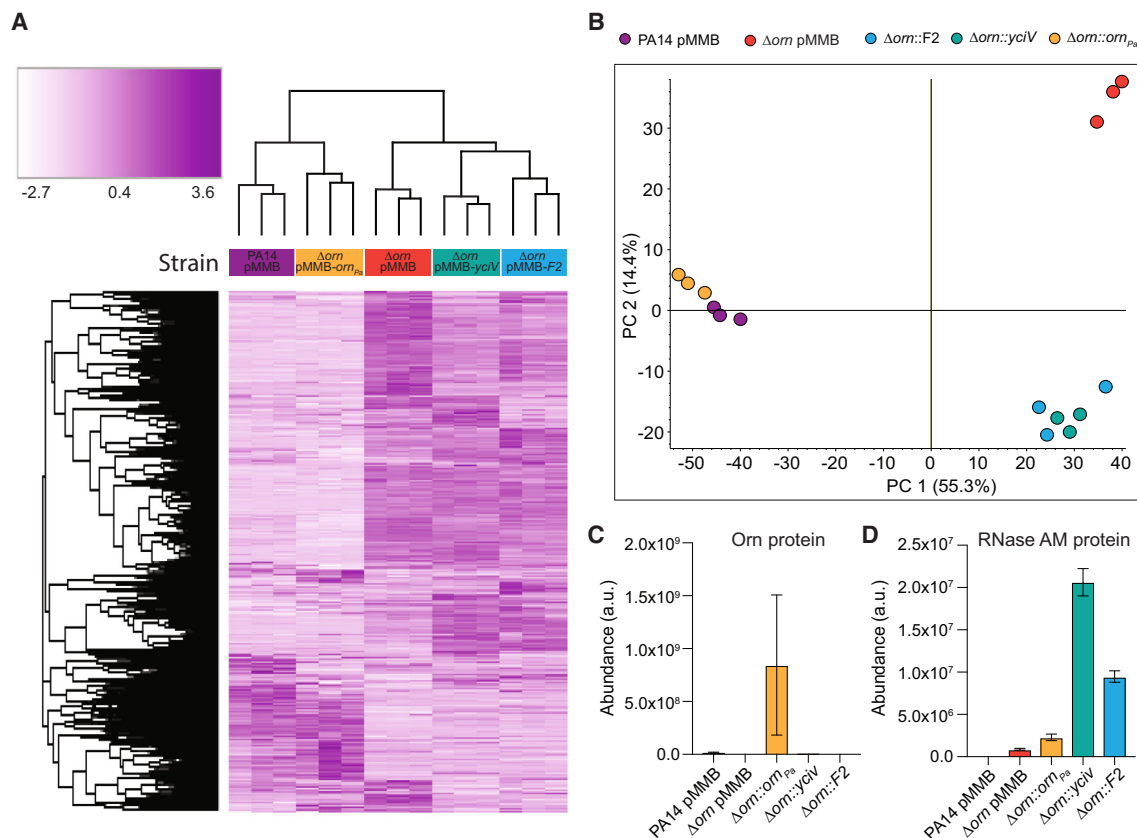 A
-2.7 0.4 3.6
Strain
PA14 pMMB
Δorn pMMB-ornPa
Δorn pMMB
Δorn pMMB-yciV
Δorn pMMB-F2
B
PA14 pMMB Δorn pMMB Δorn::F2 Δorn::yciV Δorn::ornPa
PC 2 (14.4%)
30
20
10
0
-10
-20
-50 -40 -30 -20 -10 0 10 20 30 40
PC 1 (55.3%)
C
Orn protein
Abundance (a.u.)
2.0x10⁹
1.5x10⁹
1.0x10⁹
5.0x10⁸
0.0
PA14 pMMB
Δorn pMMB
Δorn::ornPa
Δorn::yciV
Δorn::F2
D
RNase AM protein
Abundance (a.u.)
2.5x10⁷
2.0x10⁷
1.5x10⁷
1.0x10⁷
5.0x10⁶
0.0
PA14 pMMB
Δorn pMMB
Δorn::ornPa
Δorn::yciV
Δorn::F2